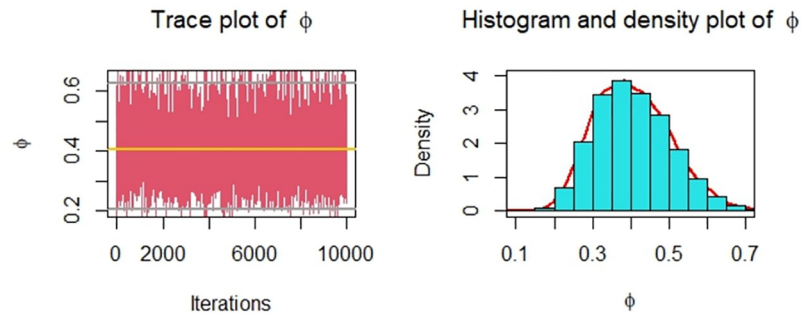 Trace plot of ϕ
ϕ
0.6
0.4
0.2
0 2000 6000 10000
Iterations
Histogram and density plot of ϕ
Density
4
3
2
1
0
0.1 0.3 0.5 0.7
ϕ